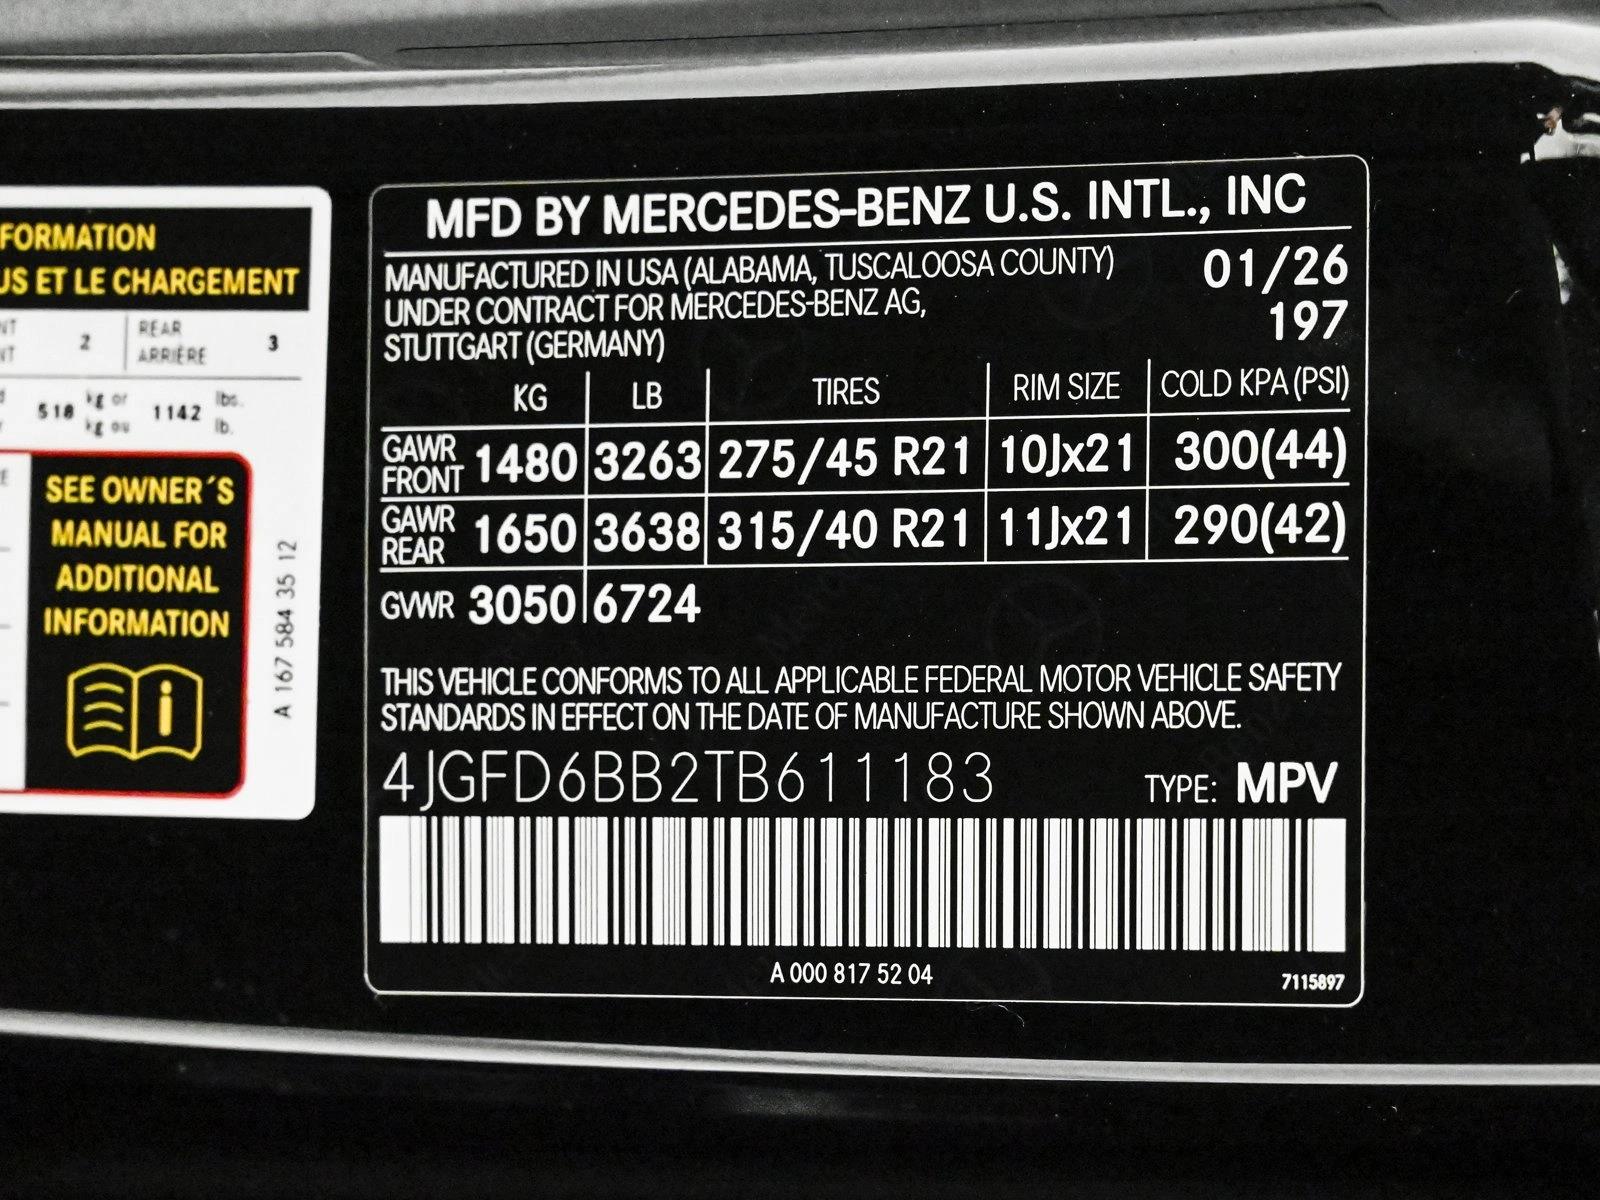 FORMATION
US ET LE CHARGEMENT
NT 2 REAR 3
NT ARRIÈRE
518 kg or 1142 lbs.
kg ou lb.
SEE OWNER´S
MANUAL FOR
ADDITIONAL
INFORMATION
i
A 167 584 35 12
MFD BY MERCEDES-BENZ U.S. INTL., INC
MANUFACTURED IN USA (ALABAMA, TUSCALOOSA COUNTY) 01/26
UNDER CONTRACT FOR MERCEDES-BENZ AG, 197
STUTTGART (GERMANY)
KG LB TIRES RIM SIZE COLD KPA (PSI)
GAWR FRONT 1480 3263 275/45 R21 10Jx21 300(44)
GAWR REAR 1650 3638 315/40 R21 11Jx21 290(42)
GVWR 3050 6724
THIS VEHICLE CONFORMS TO ALL APPLICABLE FEDERAL MOTOR VEHICLE SAFETY
STANDARDS IN EFFECT ON THE DATE OF MANUFACTURE SHOWN ABOVE.
4JGFD6BB2TB611183 TYPE: MPV
A 000 817 52 04 7115897